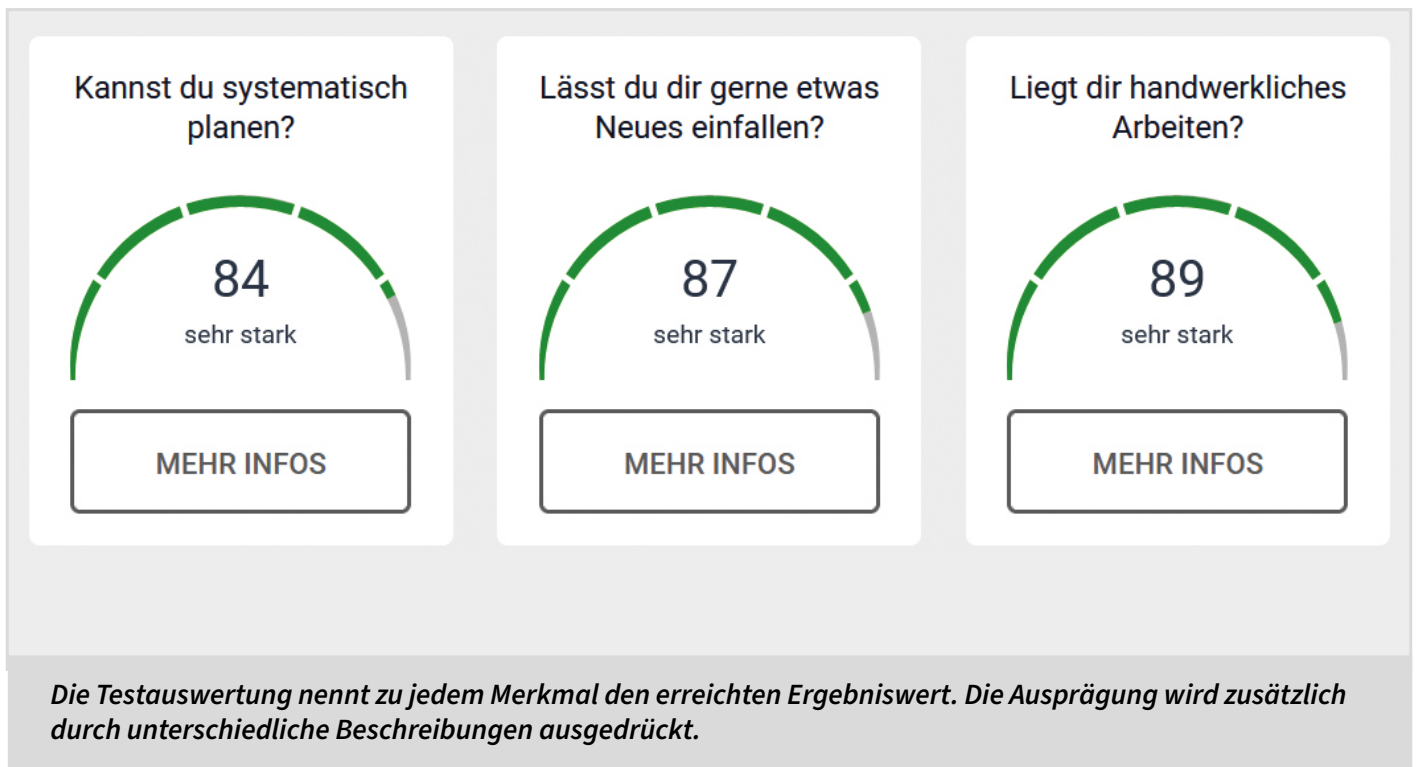 Kannst du systematisch
planen?
84
sehr stark
MEHR INFOS
Lässt du dir gerne etwas
Neues einfallen?
87
sehr stark
MEHR INFOS
Liegt dir handwerkliches
Arbeiten?
89
sehr stark
MEHR INFOS
Die Testauswertung nennt zu jedem Merkmal den erreichten Ergebniswert. Die Ausprägung wird zusätzlich
durch unterschiedliche Beschreibungen ausgedrückt.